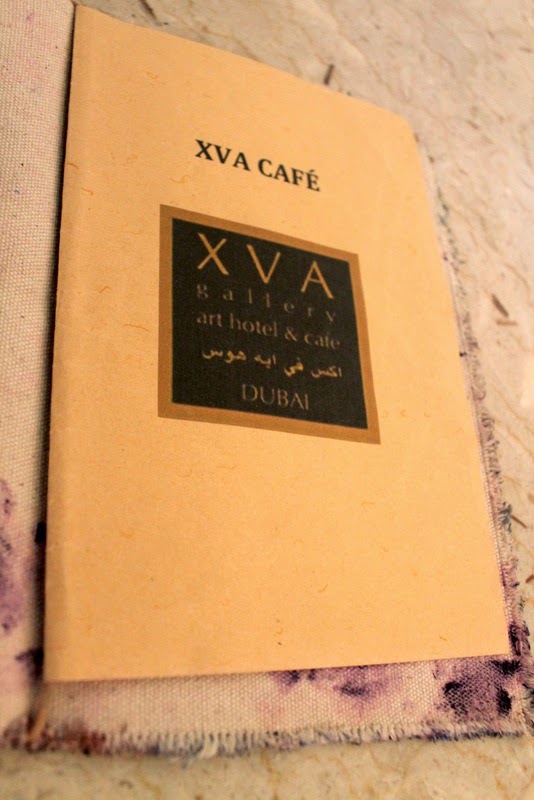 XVA CAFÉ
XVA
gallery
art hotel & cafe
اكس في ايه هوس
DUBAI